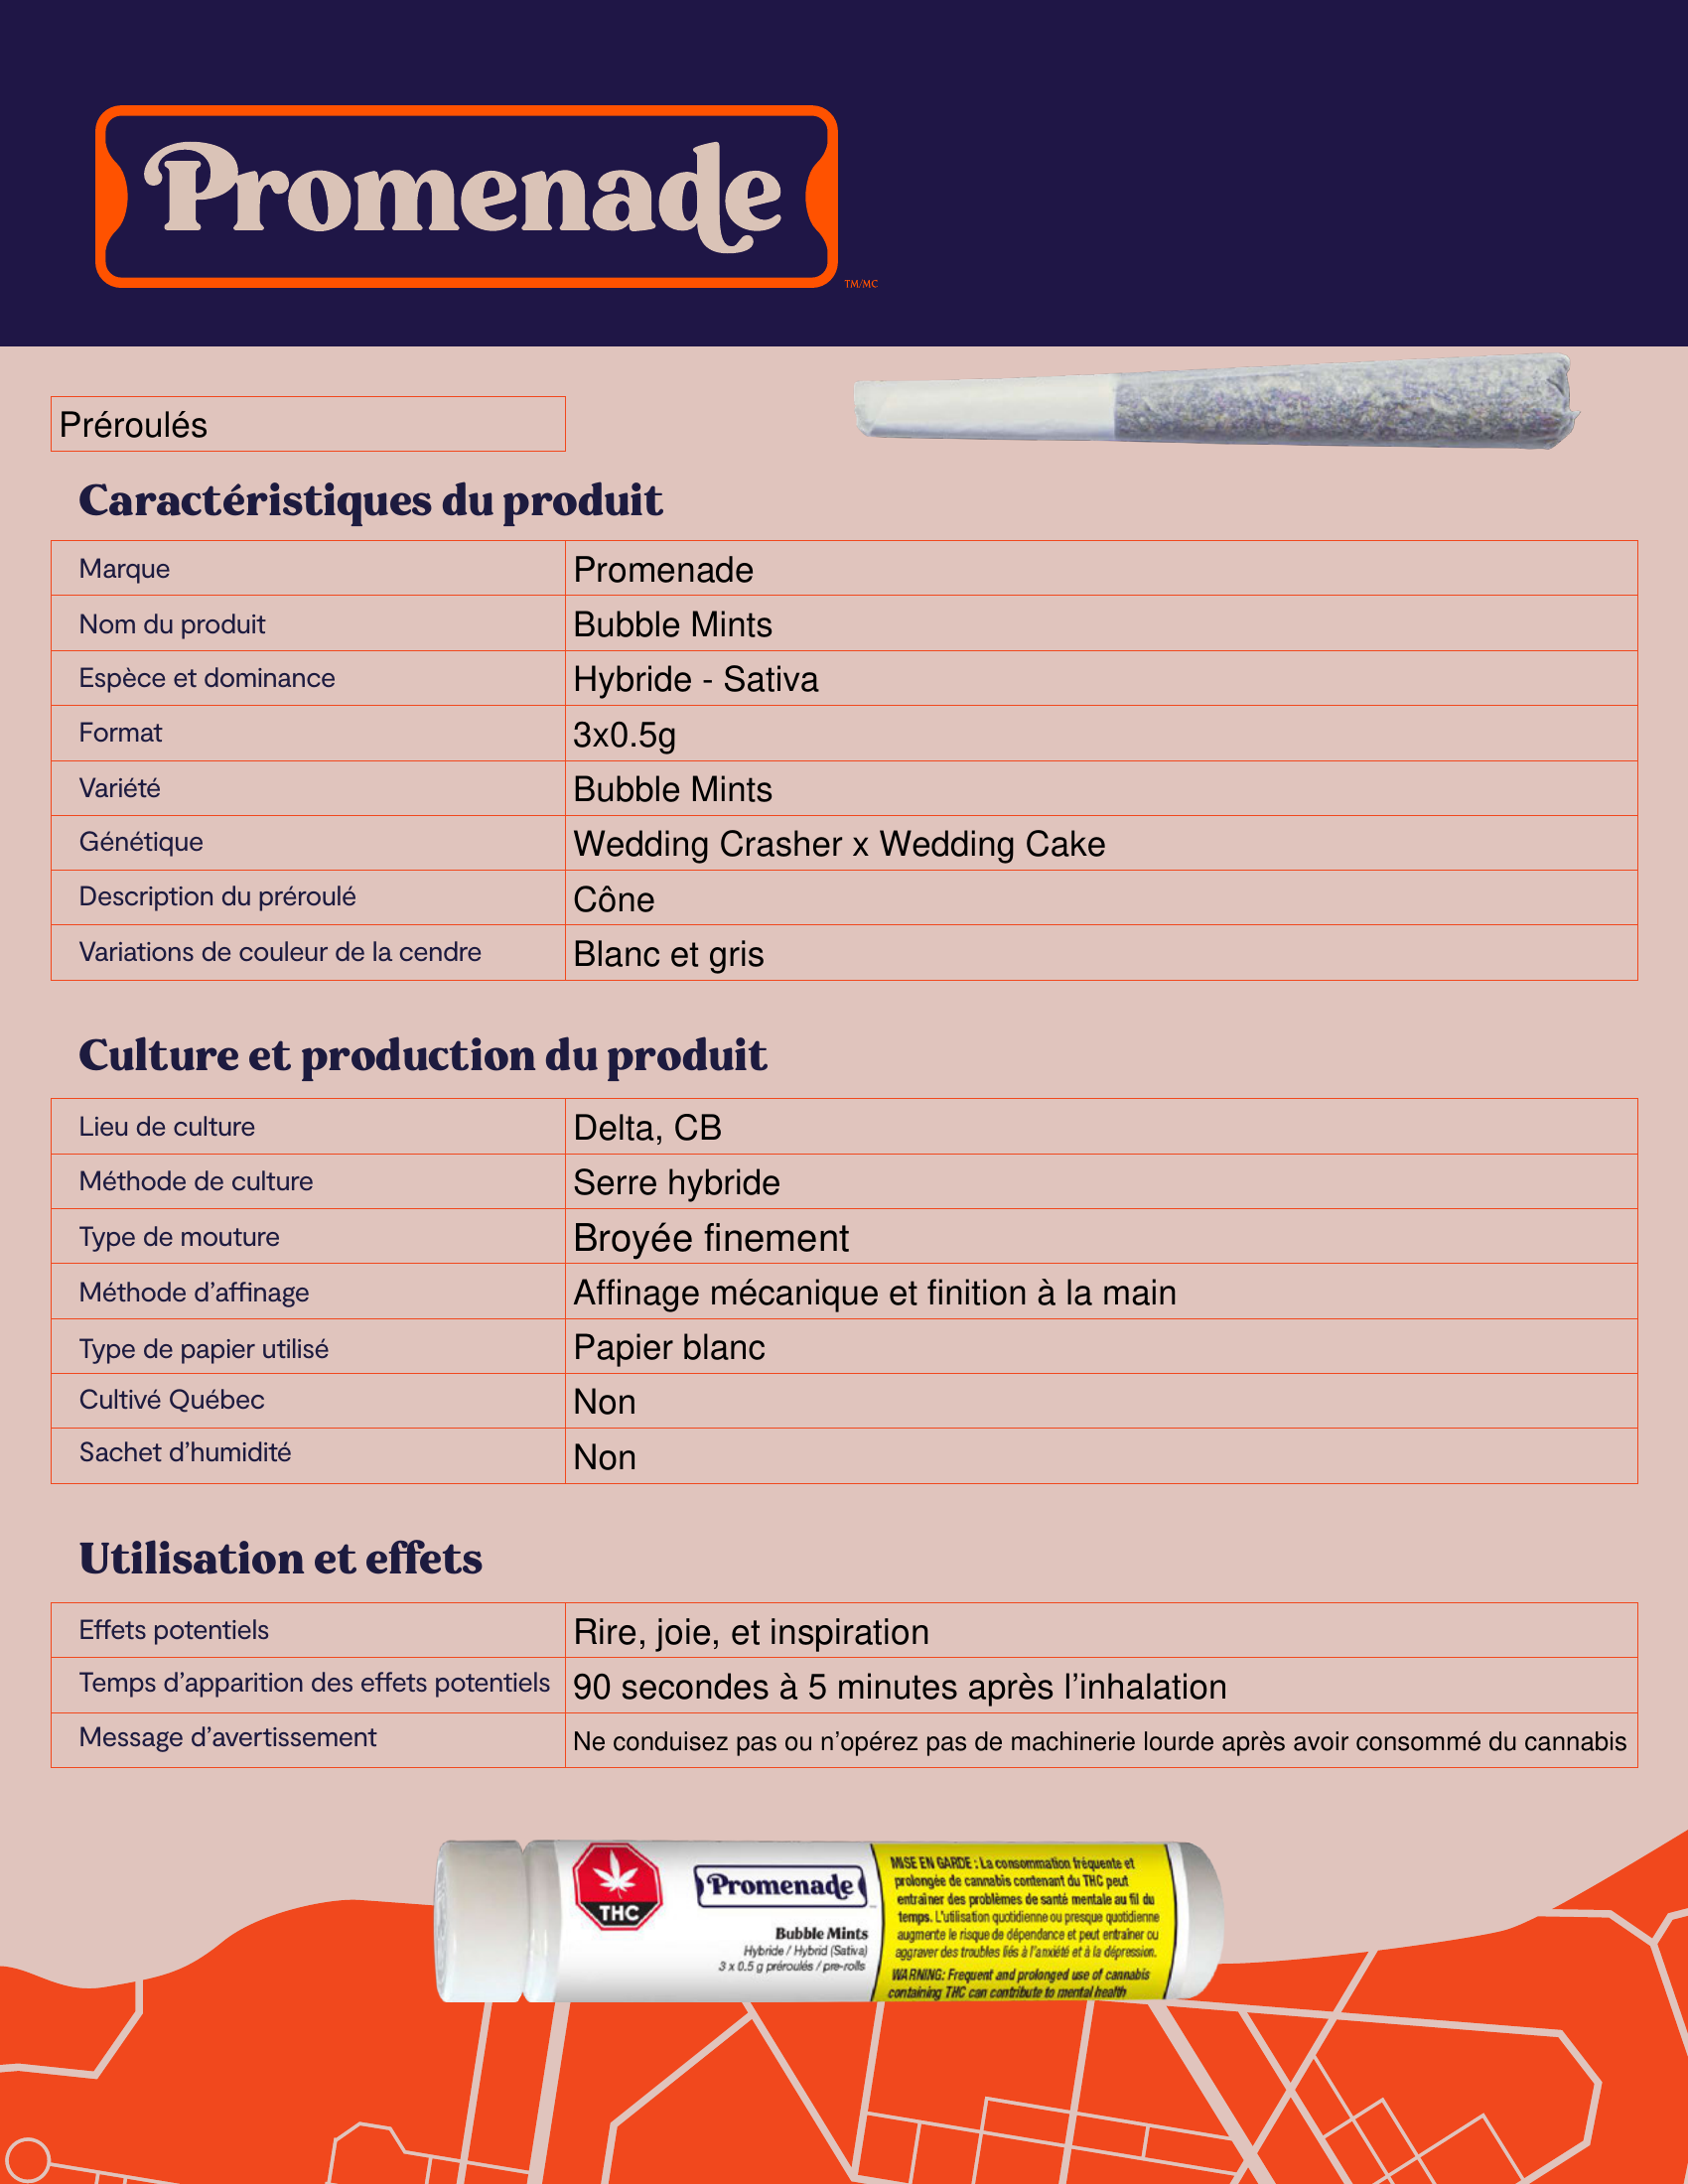 Promenade
TM/MC
Préroulés
Caractéristiques du produit
Marque Promenade
Nom du produit Bubble Mints
Espèce et dominance Hybride - Sativa
Format 3x0.5g
Variété Bubble Mints
Génétique Wedding Crasher x Wedding Cake
Description du préroulé Cône
Variations de couleur de la cendre Blanc et gris
Culture et production du produit
Lieu de culture Delta, CB
Méthode de culture Serre hybride
Type de mouture Broyée finement
Méthode d’affinage Affinage mécanique et finition à la main
Type de papier utilisé Papier blanc
Cultivé Québec Non
Sachet d’humidité Non
Utilisation et effets
Effets potentiels Rire, joie, et inspiration
Temps d’apparition des effets potentiels 90 secondes à 5 minutes après l’inhalation
Message d’avertissement Ne conduisez pas ou n’opérez pas de machinerie lourde après avoir consommé du cannabis
THC
Promenade
Bubble Mints
Hybride / Hybrid (Sativa)
3 x 0.5 g préroulés / pre-rolls
MISE EN GARDE : La consommation fréquente et
prolongée de cannabis contenant du THC peut
entraîner des problèmes de santé mentale au fil du
temps. L'utilisation quotidienne ou presque quotidienne
augmente le risque de dépendance et peut entraîner ou
aggraver des troubles liés à l'anxiété et à la dépression.
WARNING: Frequent and prolonged use of cannabis
containing THC can contribute to mental health